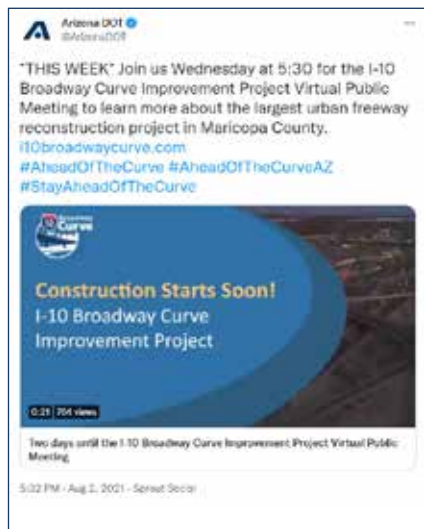 Arizona DOT
@ArizonaDOT
*THIS WEEK* Join us Wednesday at 5:30 for the I-10
Broadway Curve Improvement Project Virtual Public
Meeting to learn more about the largest urban freeway
reconstruction project in Maricopa County.
i10broadwaycurve.com
#AheadOfTheCurve #AheadOfTheCurveAZ
#StayAheadOfTheCurve
Broadway
Curve
Construction Starts Soon!
I-10 Broadway Curve
Improvement Project
0:21 704 views
Two days until the I-10 Broadway Curve Improvement Project Virtual Public
Meeting
5:32 PM · Aug 2, 2021 · Sprout Social